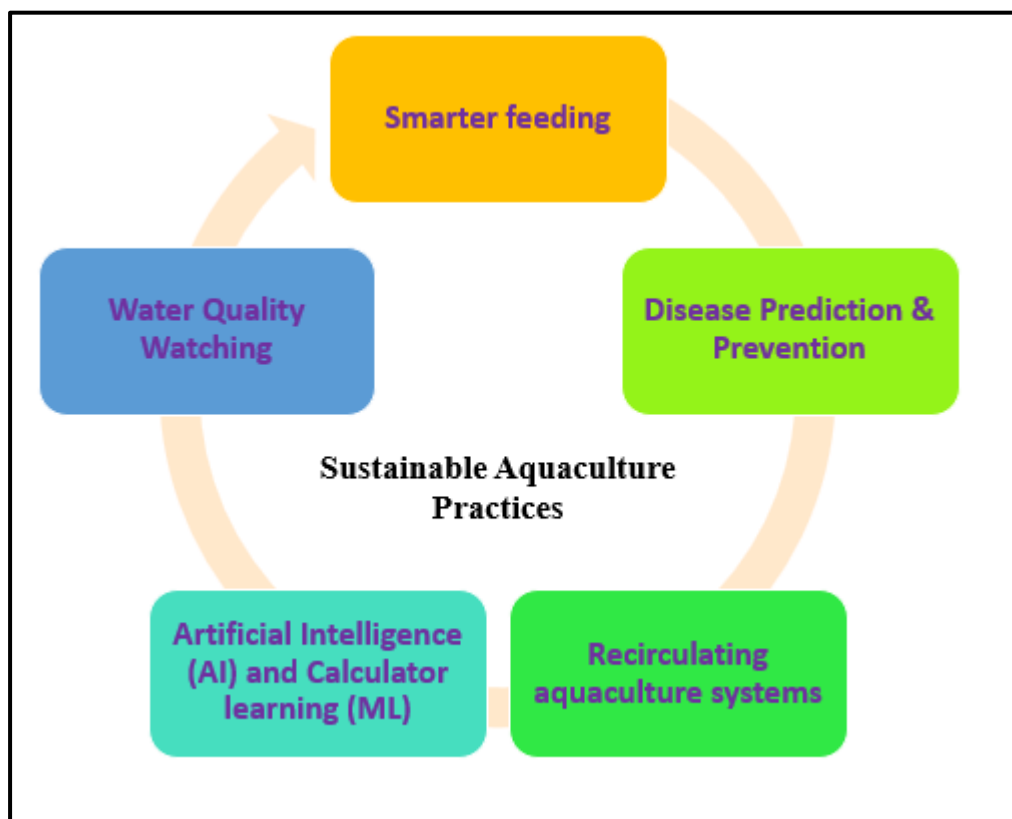 Smarter feeding
Disease Prediction &
Prevention
Recirculating
aquaculture systems
Artificial Intelligence
(AI) and Calculator
learning (ML)
Water Quality
Watching
Sustainable Aquaculture
Practices